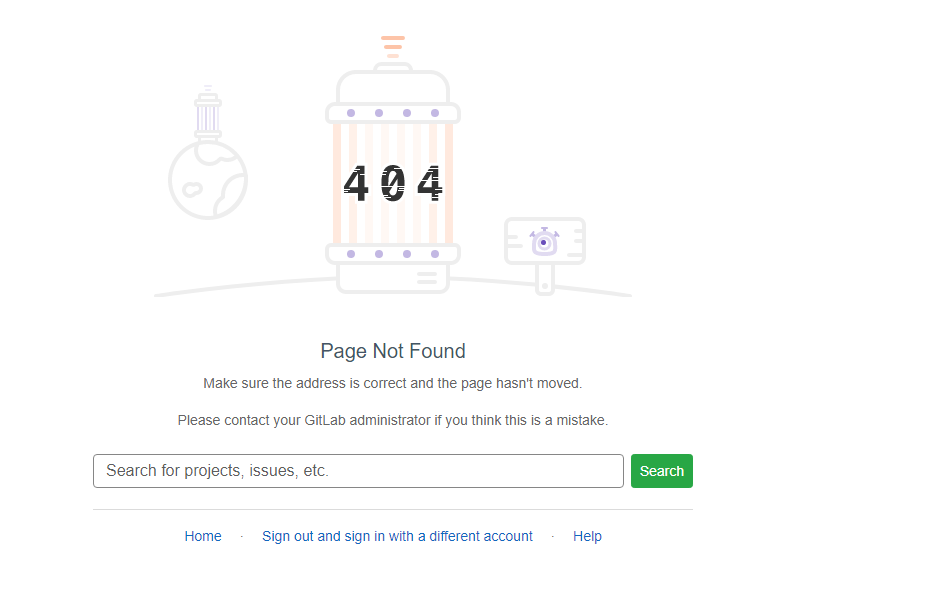 404
Page Not Found
Make sure the address is correct and the page hasn't moved.
Please contact your GitLab administrator if you think this is a mistake.
Search for projects, issues, etc. Search
Home · Sign out and sign in with a different account · Help